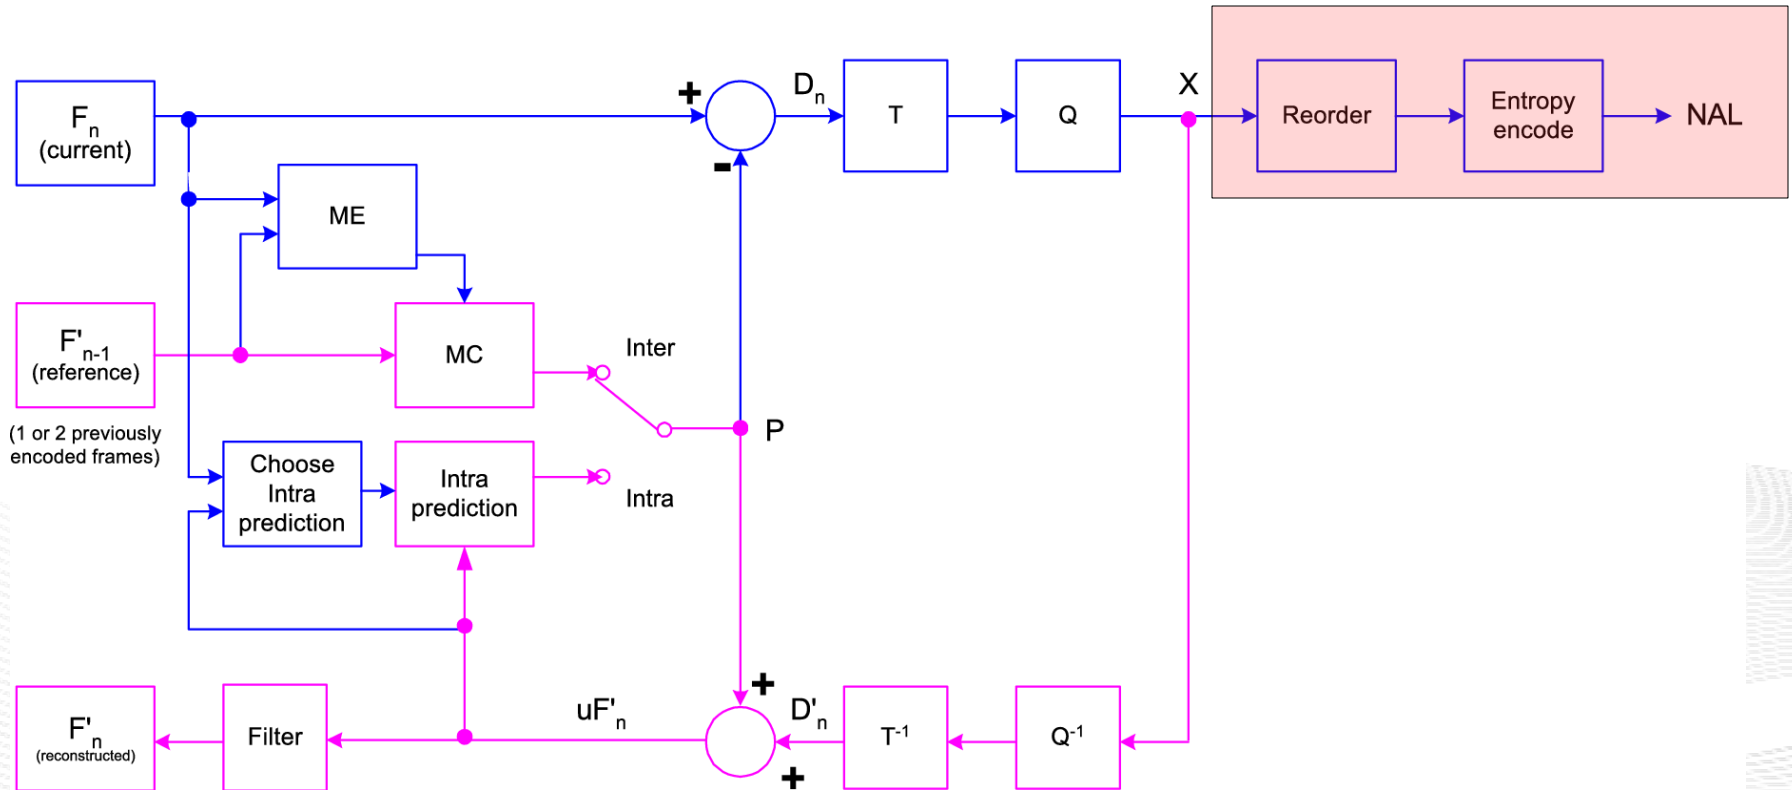 Fn
(current)
+
-
Dn
T
Q
X
Reorder
Entropy
encode
NAL
ME
F'n-1
(reference)
(1 or 2 previously
encoded frames)
MC
Inter
P
Choose
Intra
prediction
Intra
prediction
Intra
F'n
(reconstructed)
Filter
uF'n
+
D'n
+
T-1
Q-1